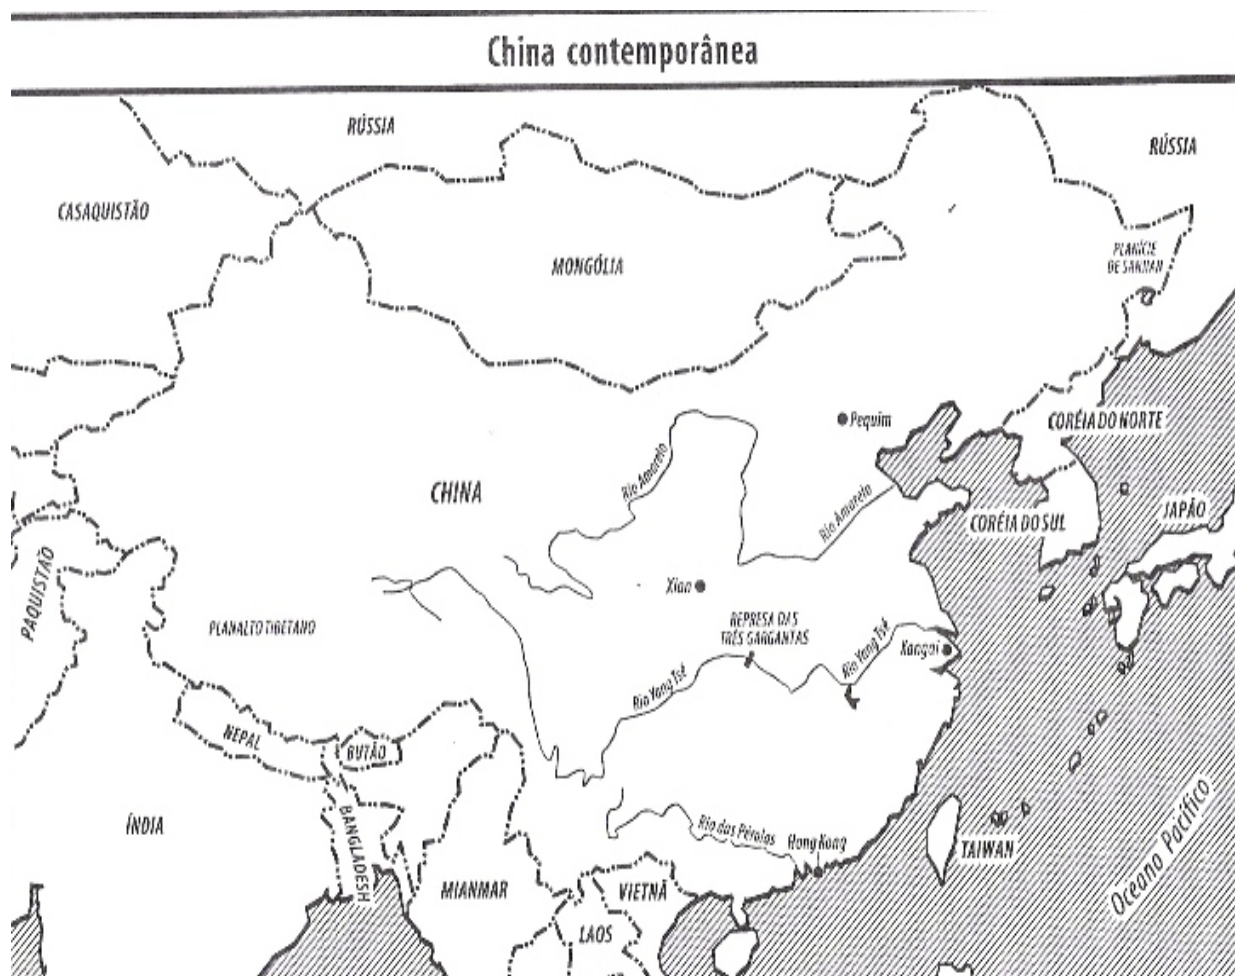 China contemporânea
RÚSSIA
RÚSSIA
CASAQUISTÃO
MONGÓLIA
PLANÍCIE
DE SANHAN
Pequim
CORÉIA DO NORTE
Rio Amarelo
CHINA
Rio Amarelo
CORÉIA DO SUL
JAPÃO
PAQUISTÃO
Xian
PLANALTO TIBETANO
REPRESA DAS
TRÊS GARGANTAS
Rio Yang Tsé
Xangai
Rio Yang Tsé
NEPAL
BUTÃO
ÍNDIA
BANGLADESH
Rio das Pérolas
Hong Kong
TAIWAN
Oceano Pacífico
MIANMAR
VIETNÃ
LAOS